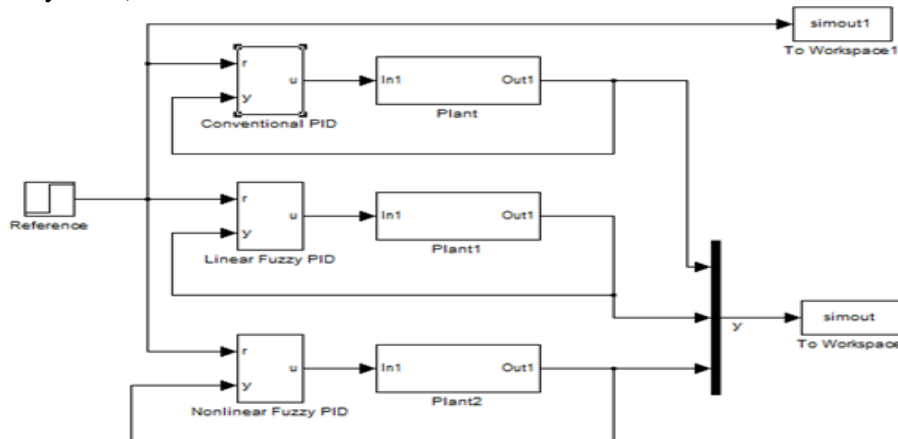 simout1
To Workspace1
r
y
u
Conventional PID
In1
Out1
Plant
Reference
r
y
u
Linear Fuzzy PID
In1
Out1
Plant1
y
simout
To Workspace
r
y
u
Nonlinear Fuzzy PID
In1
Out1
Plant2